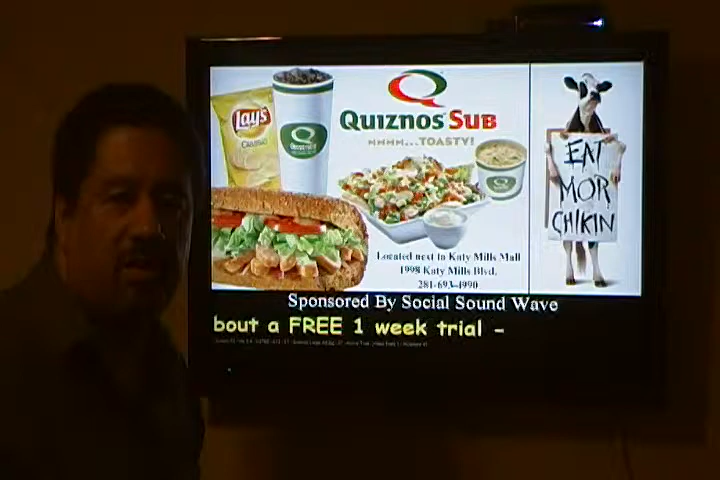 Lay's
CLASSIC
QUIZNOS SUB
MMMM...TOASTY!
Located next to Katy Mills Mall
1998 Katy Mills Blvd.
281-693-4990
EAT
MOR
CHIKIN
Sponsored By Social Sound Wave
bout a FREE 1 week trial -